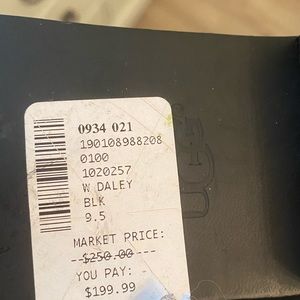 0934 021
190108988208
0100
1020257
W DALEY
BLK
9.5
MARKET PRICE:
--$250.00---
YOU PAY:
$199.99